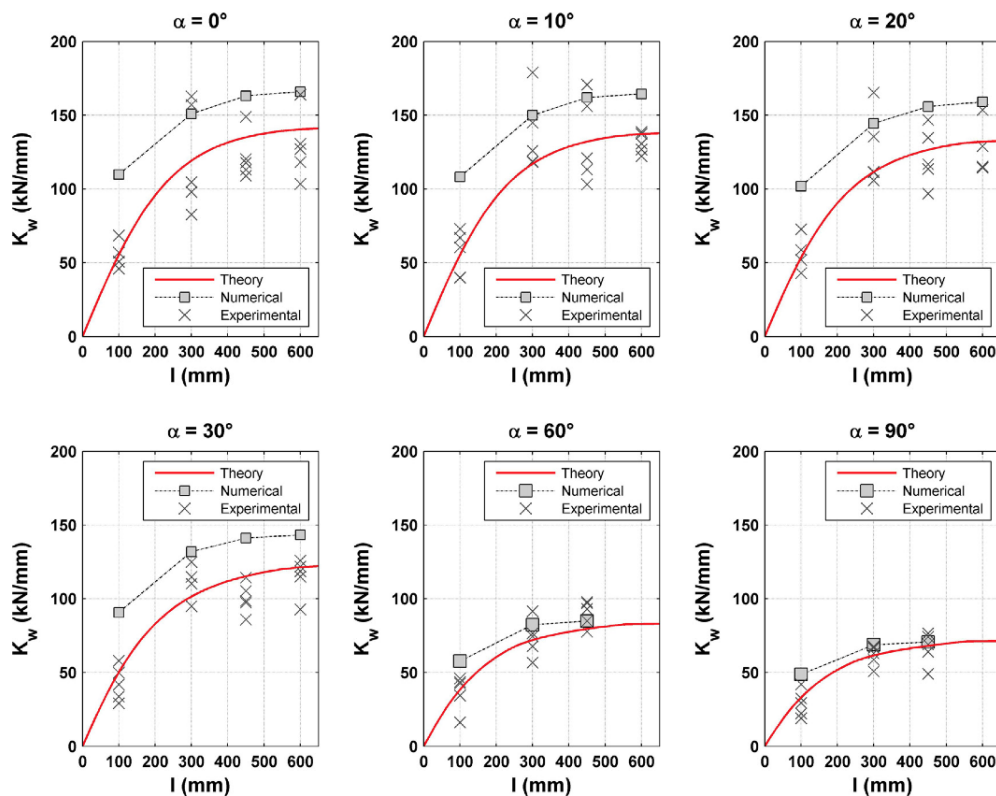 α = 0°
K_w (kN/mm)
200
150
100
50
0
Theory
Numerical
Experimental
0 100 200 300 400 500 600
l (mm)
α = 10°
K_w (kN/mm)
200
150
100
50
0
Theory
Numerical
Experimental
0 100 200 300 400 500 600
l (mm)
α = 20°
K_w (kN/mm)
200
150
100
50
0
Theory
Numerical
Experimental
0 100 200 300 400 500 600
l (mm)
α = 30°
K_w (kN/mm)
200
150
100
50
0
Theory
Numerical
Experimental
0 100 200 300 400 500 600
l (mm)
α = 60°
K_w (kN/mm)
200
150
100
50
0
Theory
Numerical
Experimental
0 100 200 300 400 500 600
l (mm)
α = 90°
K_w (kN/mm)
200
150
100
50
0
Theory
Numerical
Experimental
0 100 200 300 400 500 600
l (mm)